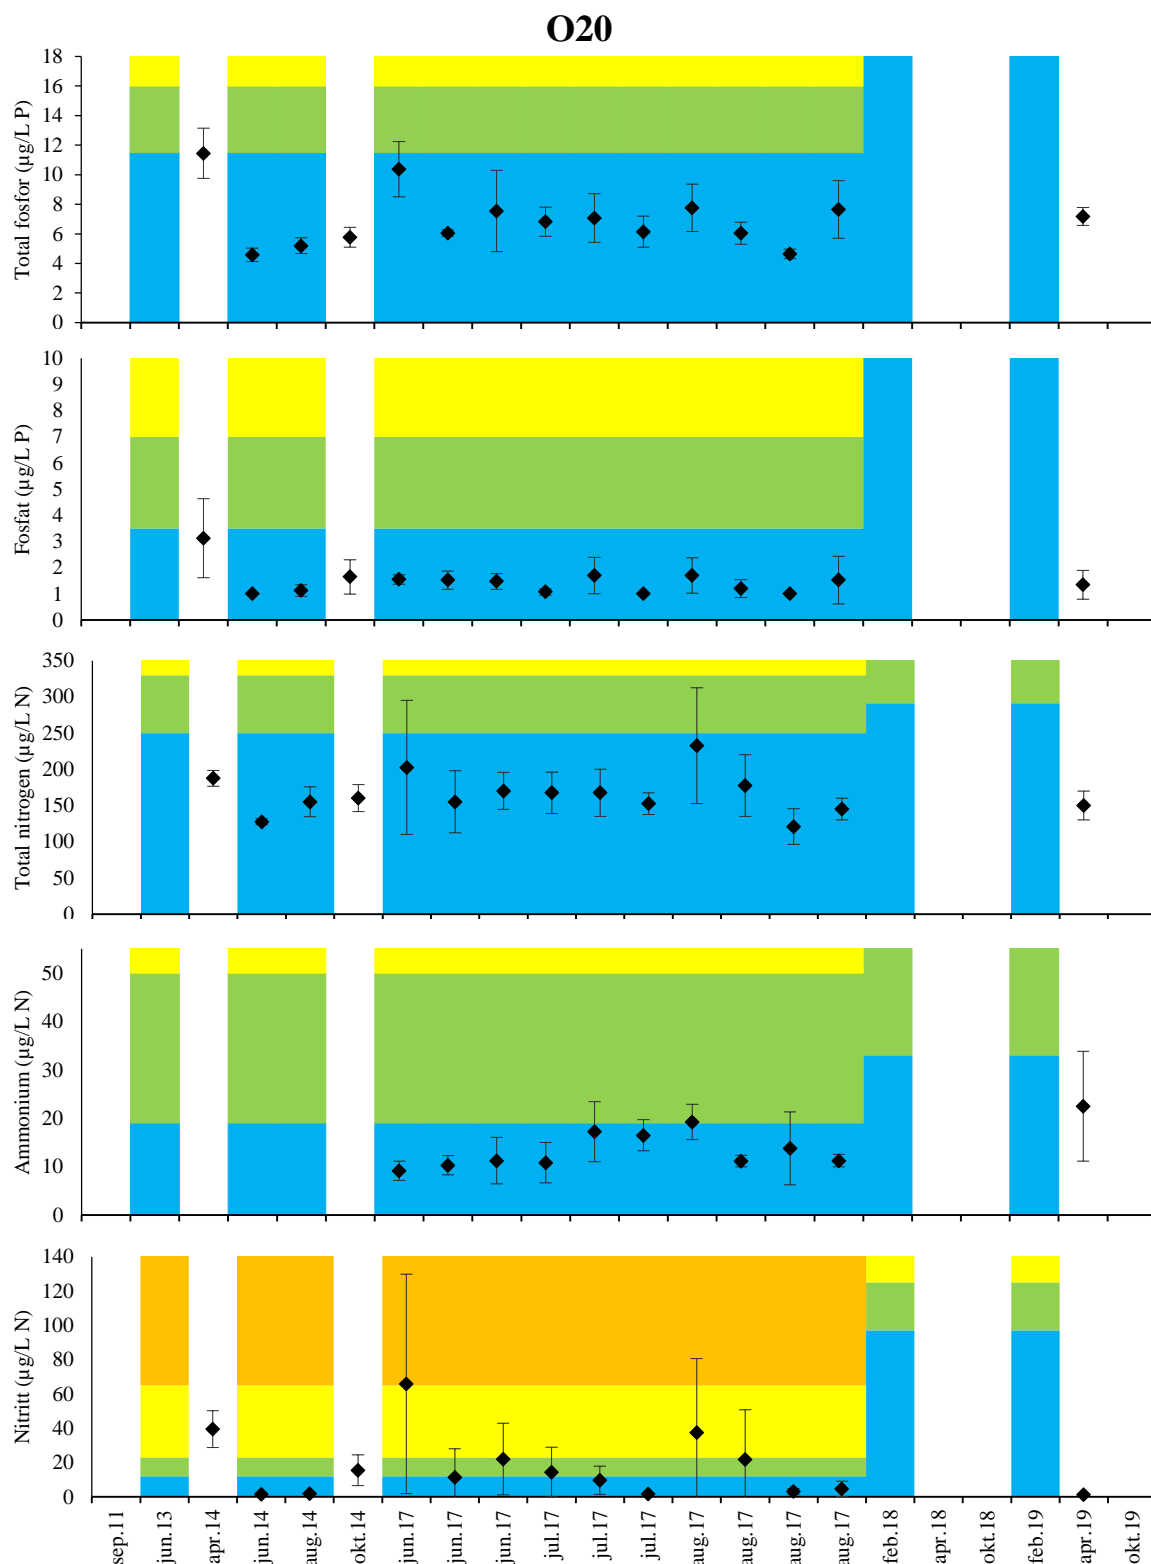 O20
Total fosfor (µg/L P)
18
16
14
12
10
8
6
4
2
0
Fosfat (µg/L P)
10
9
8
7
6
5
4
3
2
1
0
Total nitrogen (µg/L N)
350
300
250
200
150
100
50
0
Ammonium (µg/L N)
50
40
30
20
10
0
Nitritt (µg/L N)
140
120
100
80
60
40
20
0
sep.11
jun.13
apr.14
jun.14
aug.14
okt.14
jun.17
jun.17
jun.17
jul.17
jul.17
jul.17
aug.17
aug.17
aug.17
aug.17
feb.18
apr.18
okt.18
feb.19
apr.19
okt.19